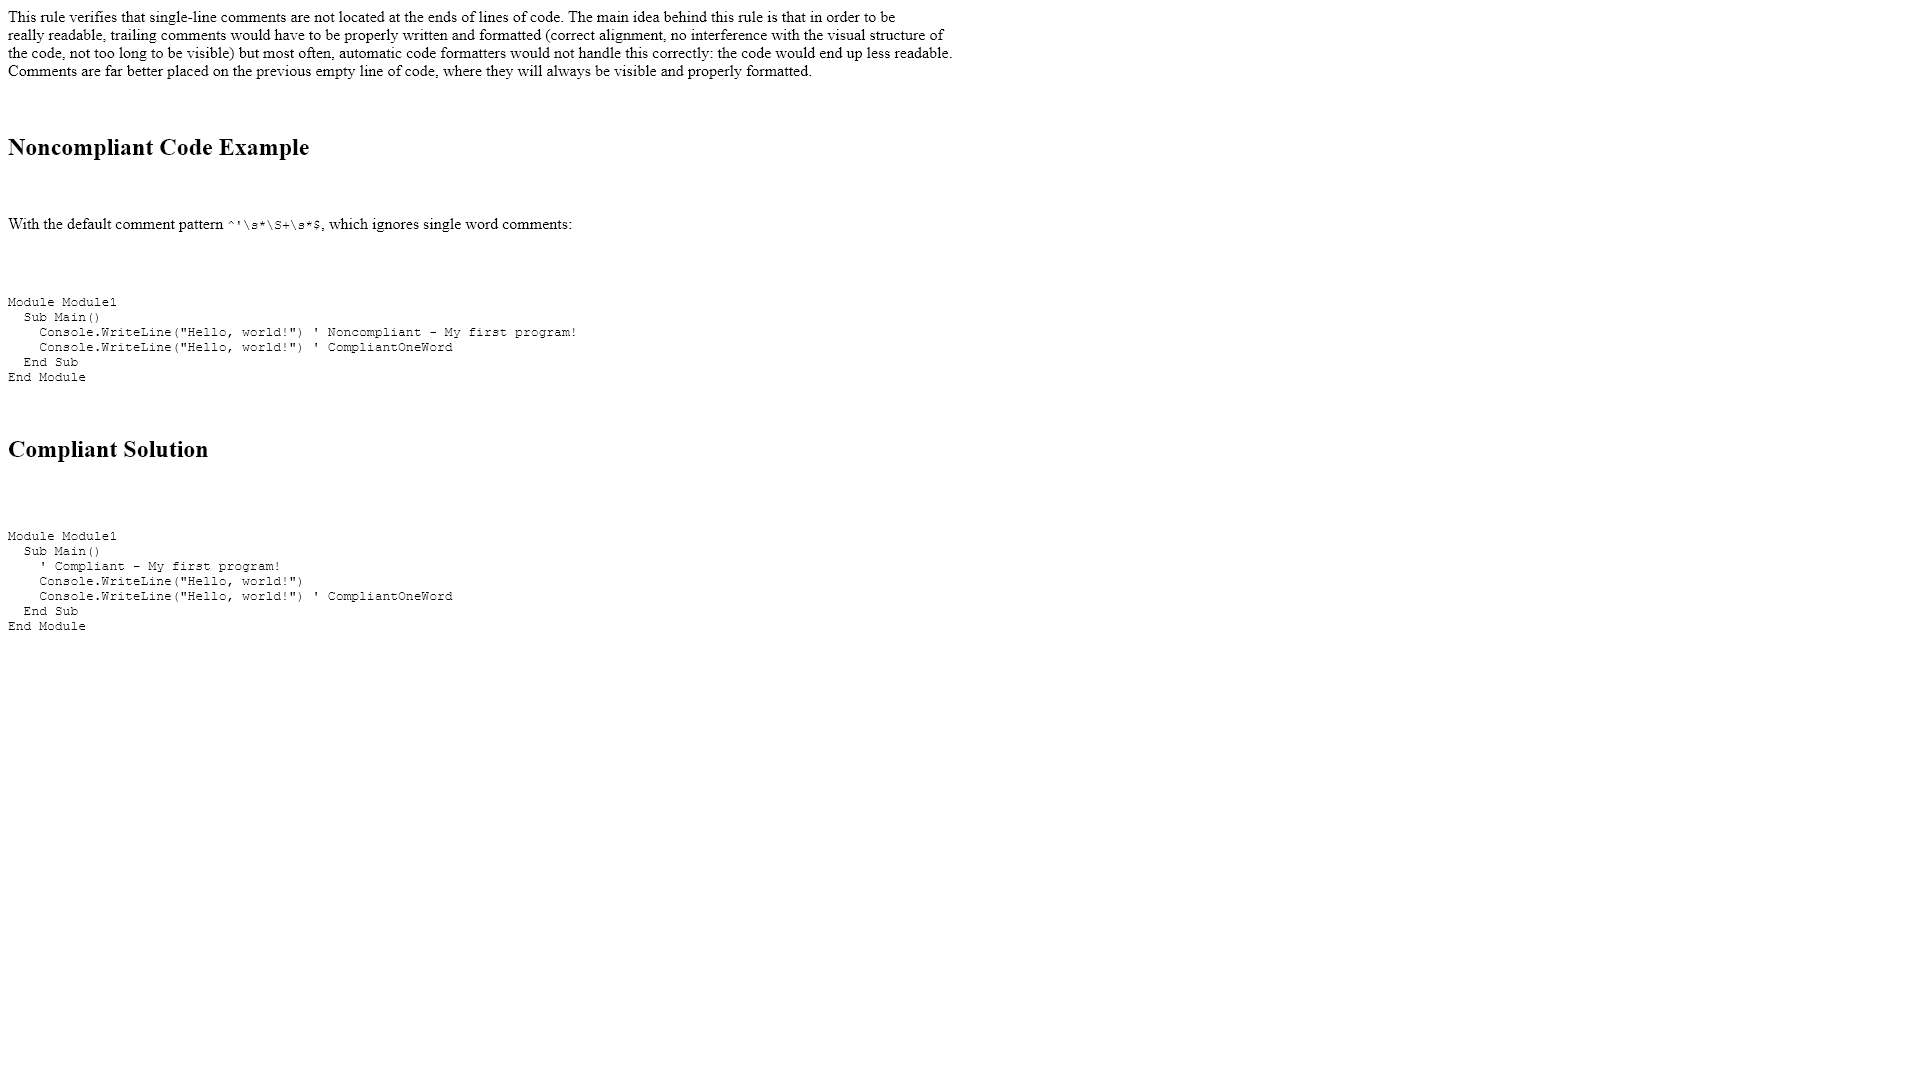 This rule verifies that single-line comments are not located at the ends of lines of code. The main idea behind this rule is that in order to be
really readable, trailing comments would have to be properly written and formatted (correct alignment, no interference with the visual structure of
the code, not too long to be visible) but most often, automatic code formatters would not handle this correctly: the code would end up less readable.
Comments are far better placed on the previous empty line of code, where they will always be visible and properly formatted.
Noncompliant Code Example
With the default comment pattern ^'\s*\S+\s*$, which ignores single word comments:
Module Module1
  Sub Main()
    Console.WriteLine("Hello, world!") ' Noncompliant - My first program!
    Console.WriteLine("Hello, world!") ' CompliantOneWord
  End Sub
End Module
Compliant Solution
Module Module1
  Sub Main()
    ' Compliant - My first program!
    Console.WriteLine("Hello, world!")
    Console.WriteLine("Hello, world!") ' CompliantOneWord
  End Sub
End Module